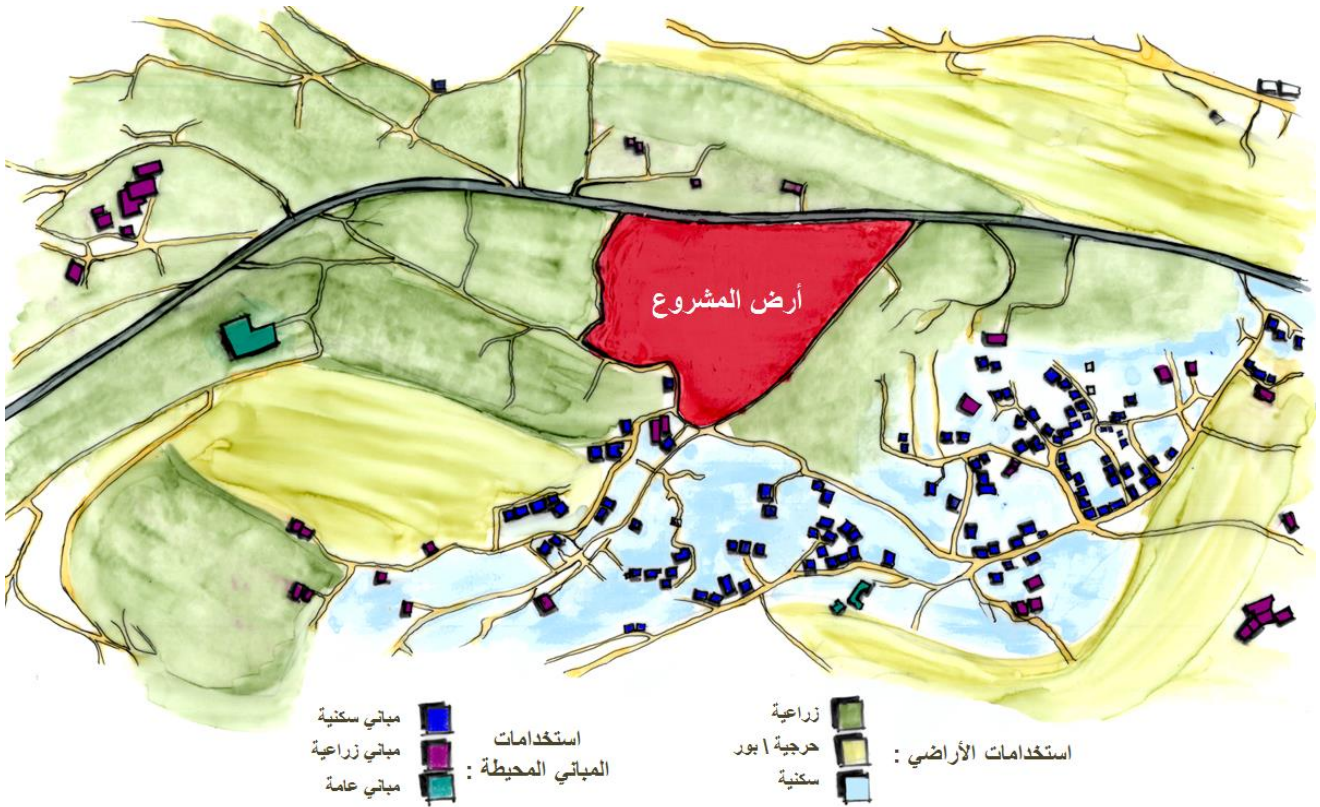 أرض المشروع
استخدامات الأراضي :
زراعية
حرجية \ بور
سكنية
استخدامات
المباني المحيطة :
مباني سكنية
مباني زراعية
مباني عامة